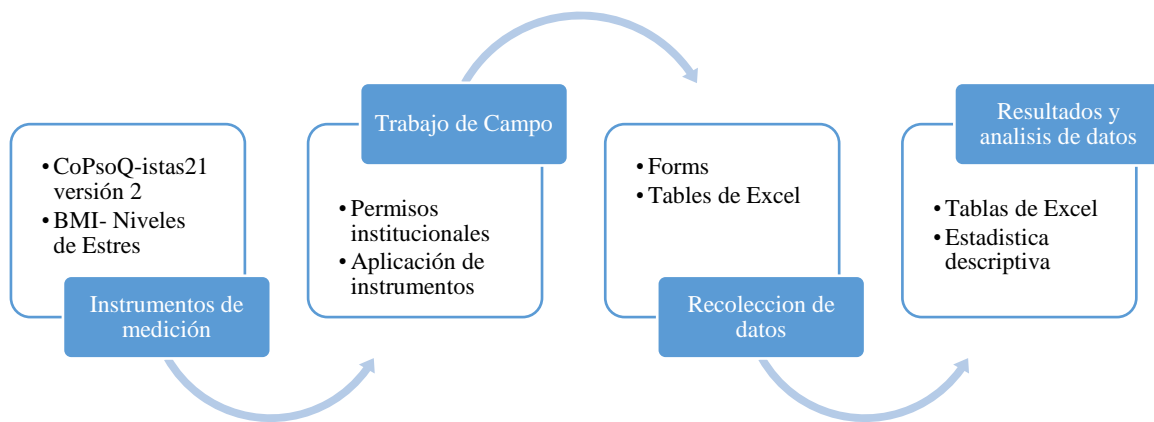 • CoPsoQ-istas21
versión 2
• BMI- Niveles
de Estres
Instrumentos de
medición
Trabajo de Campo
• Permisos
institucionales
• Aplicación de
instrumentos
• Forms
• Tables de Excel
Recoleccion de
datos
Resultados y
analisis de datos
• Tablas de Excel
• Estadistica
descriptiva